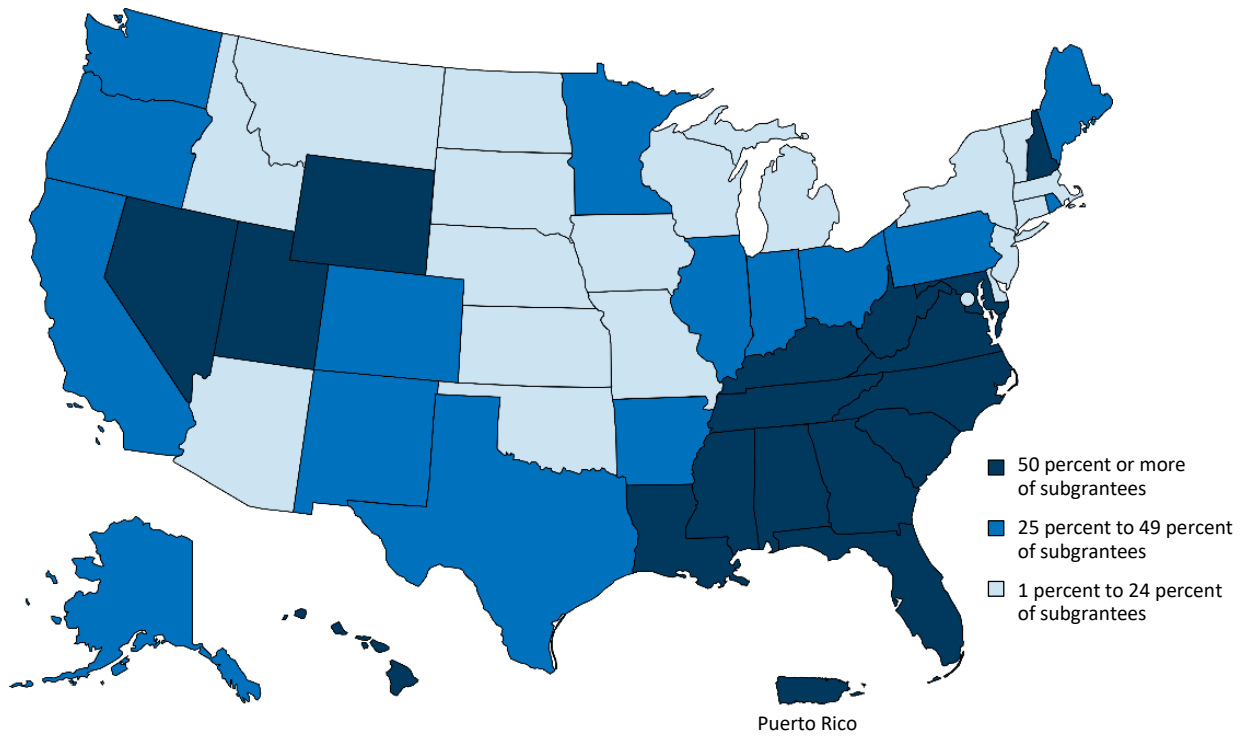 50 percent or more
of subgrantees
25 percent to 49 percent
of subgrantees
1 percent to 24 percent
of subgrantees
Puerto Rico